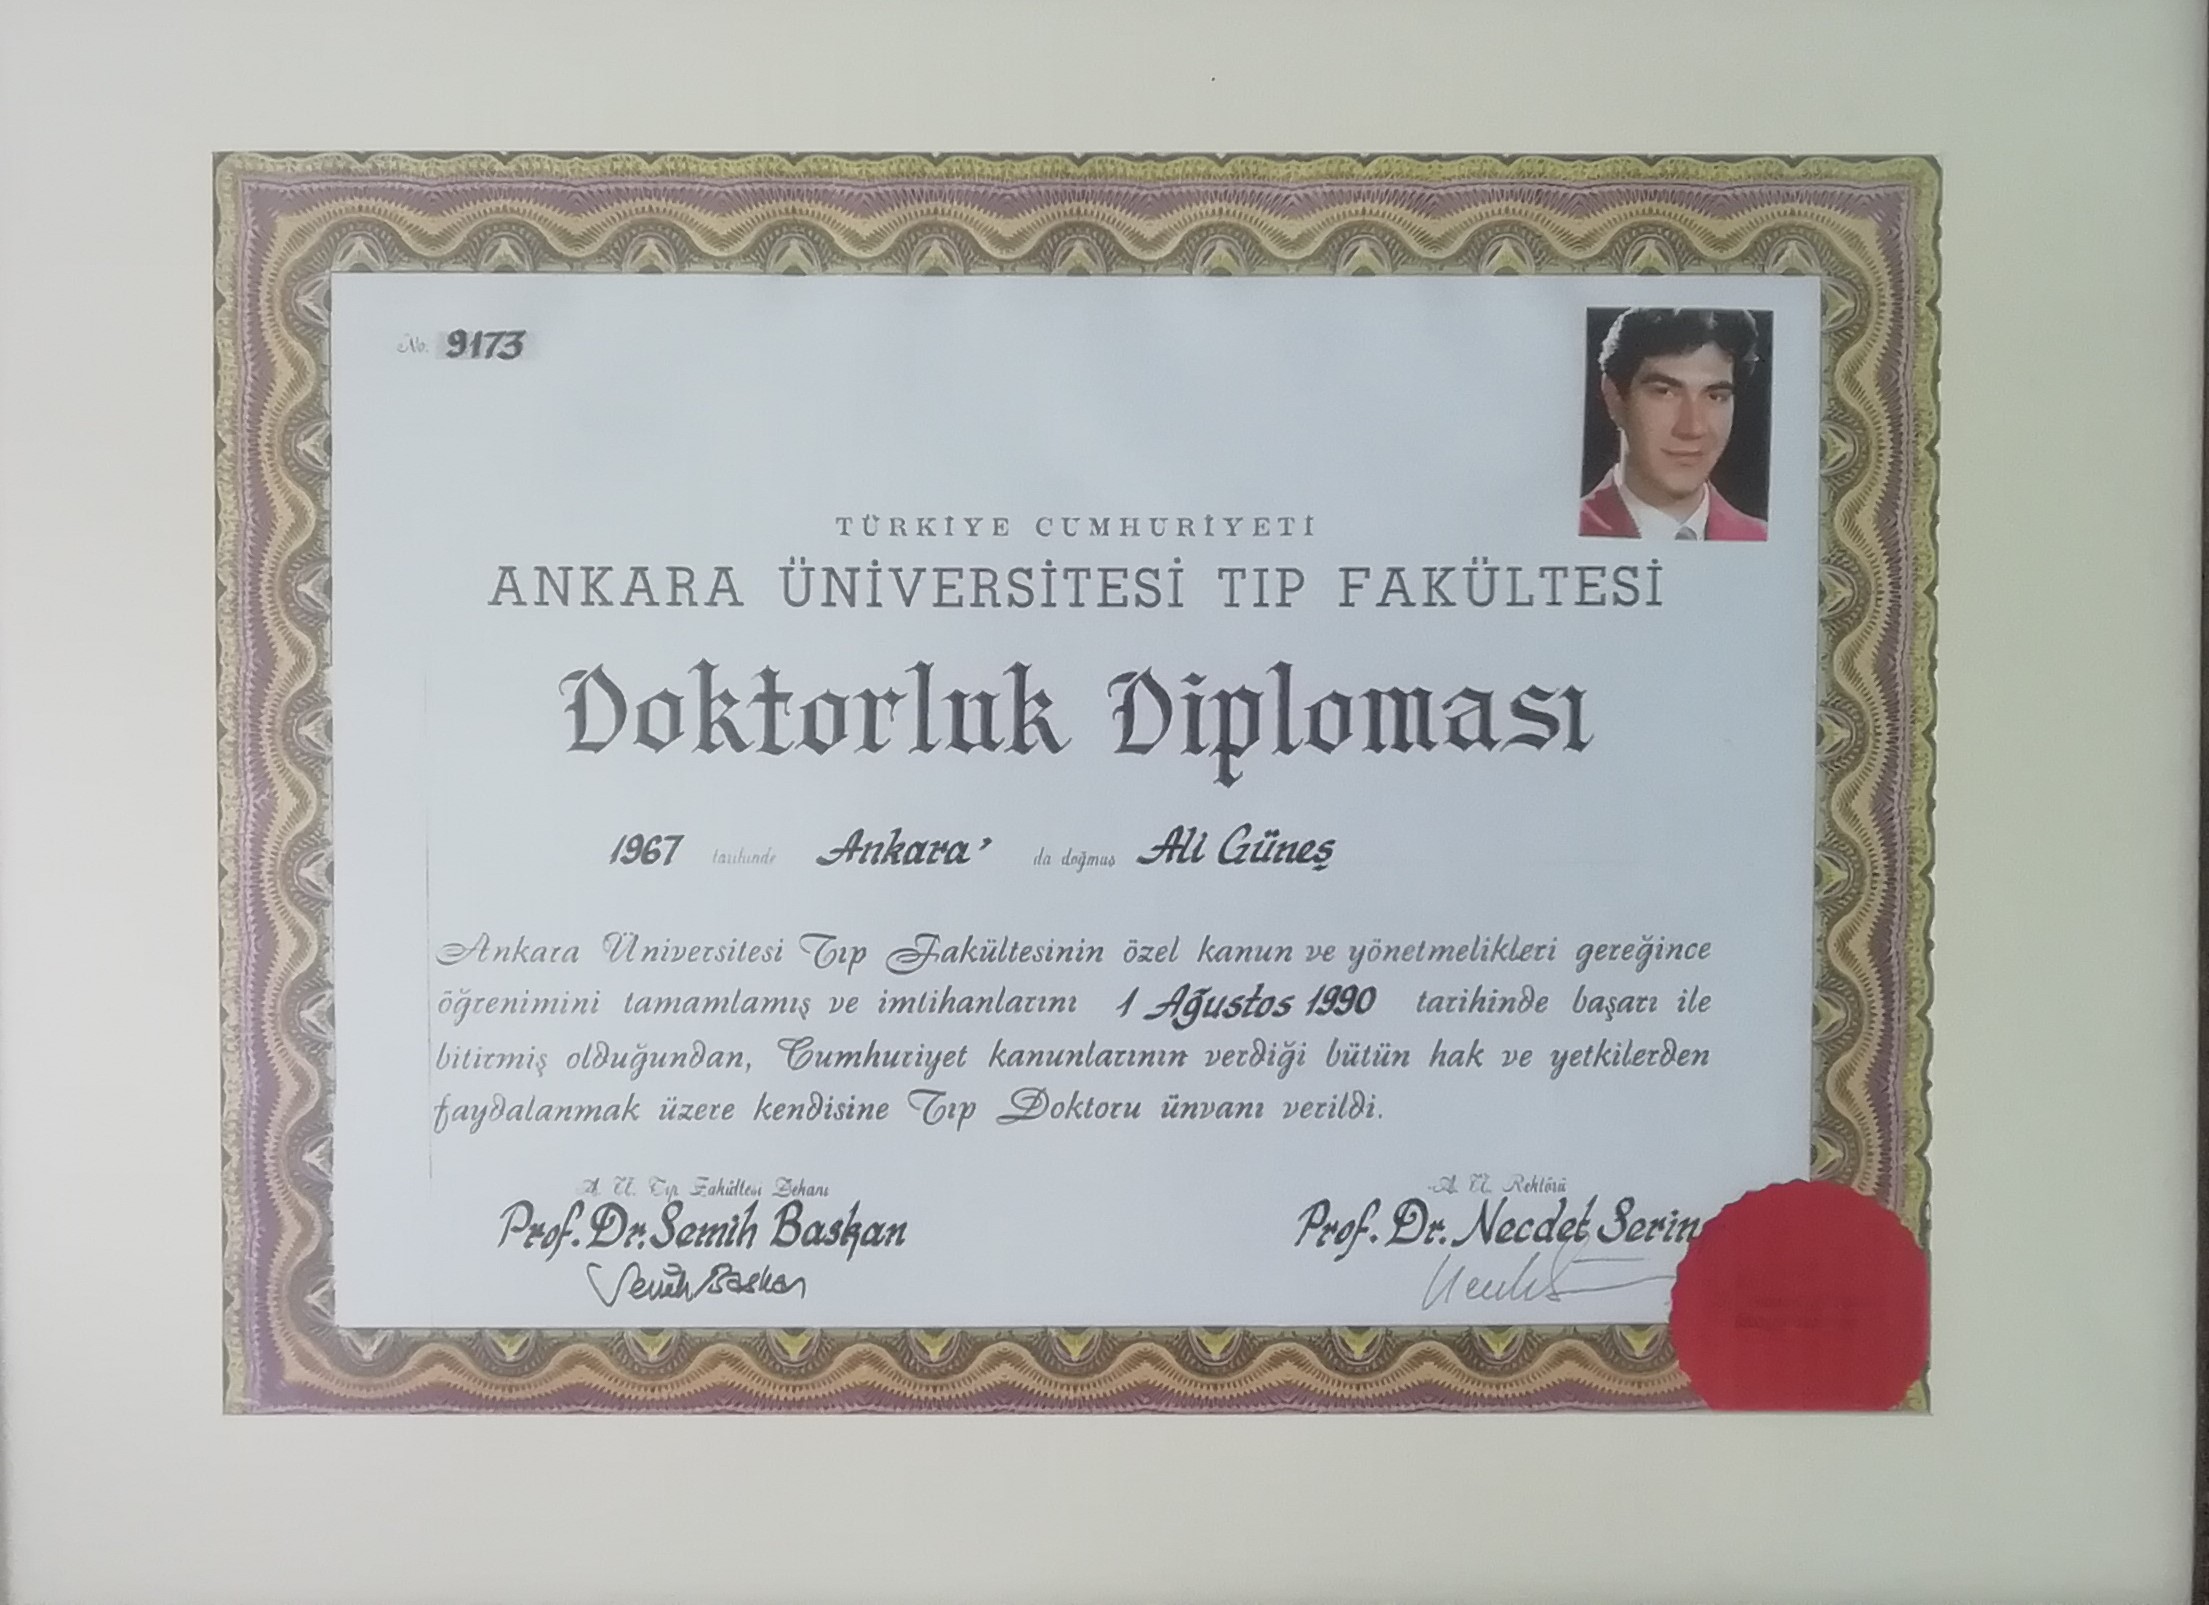 No. 9173
TÜRKİYE CUMHURİYETİ
ANKARA ÜNİVERSİTESİ TIP FAKÜLTESİ
Doktorluk Diploması
1967 tarihinde Ankara' da doğmuş Ali Güneş
Ankara Üniversitesi Tıp Fakültesinin özel kanun ve yönetmelikleri gereğince
öğrenimini tamamlamış ve imtihanlarını 1 Ağustos 1990 tarihinde başarı ile
bitirmiş olduğundan, Cumhuriyet kanunlarının verdiği bütün hak ve yetkilerden
faydalanmak üzere kendisine Tıp Doktoru ünvanı verildi.
A. Ü. Tıp Fakültesi Dekanı
Prof. Dr. Semih Baskan
Semih Baskan
A. Ü. Rektörü
Prof. Dr. Necdet Serin